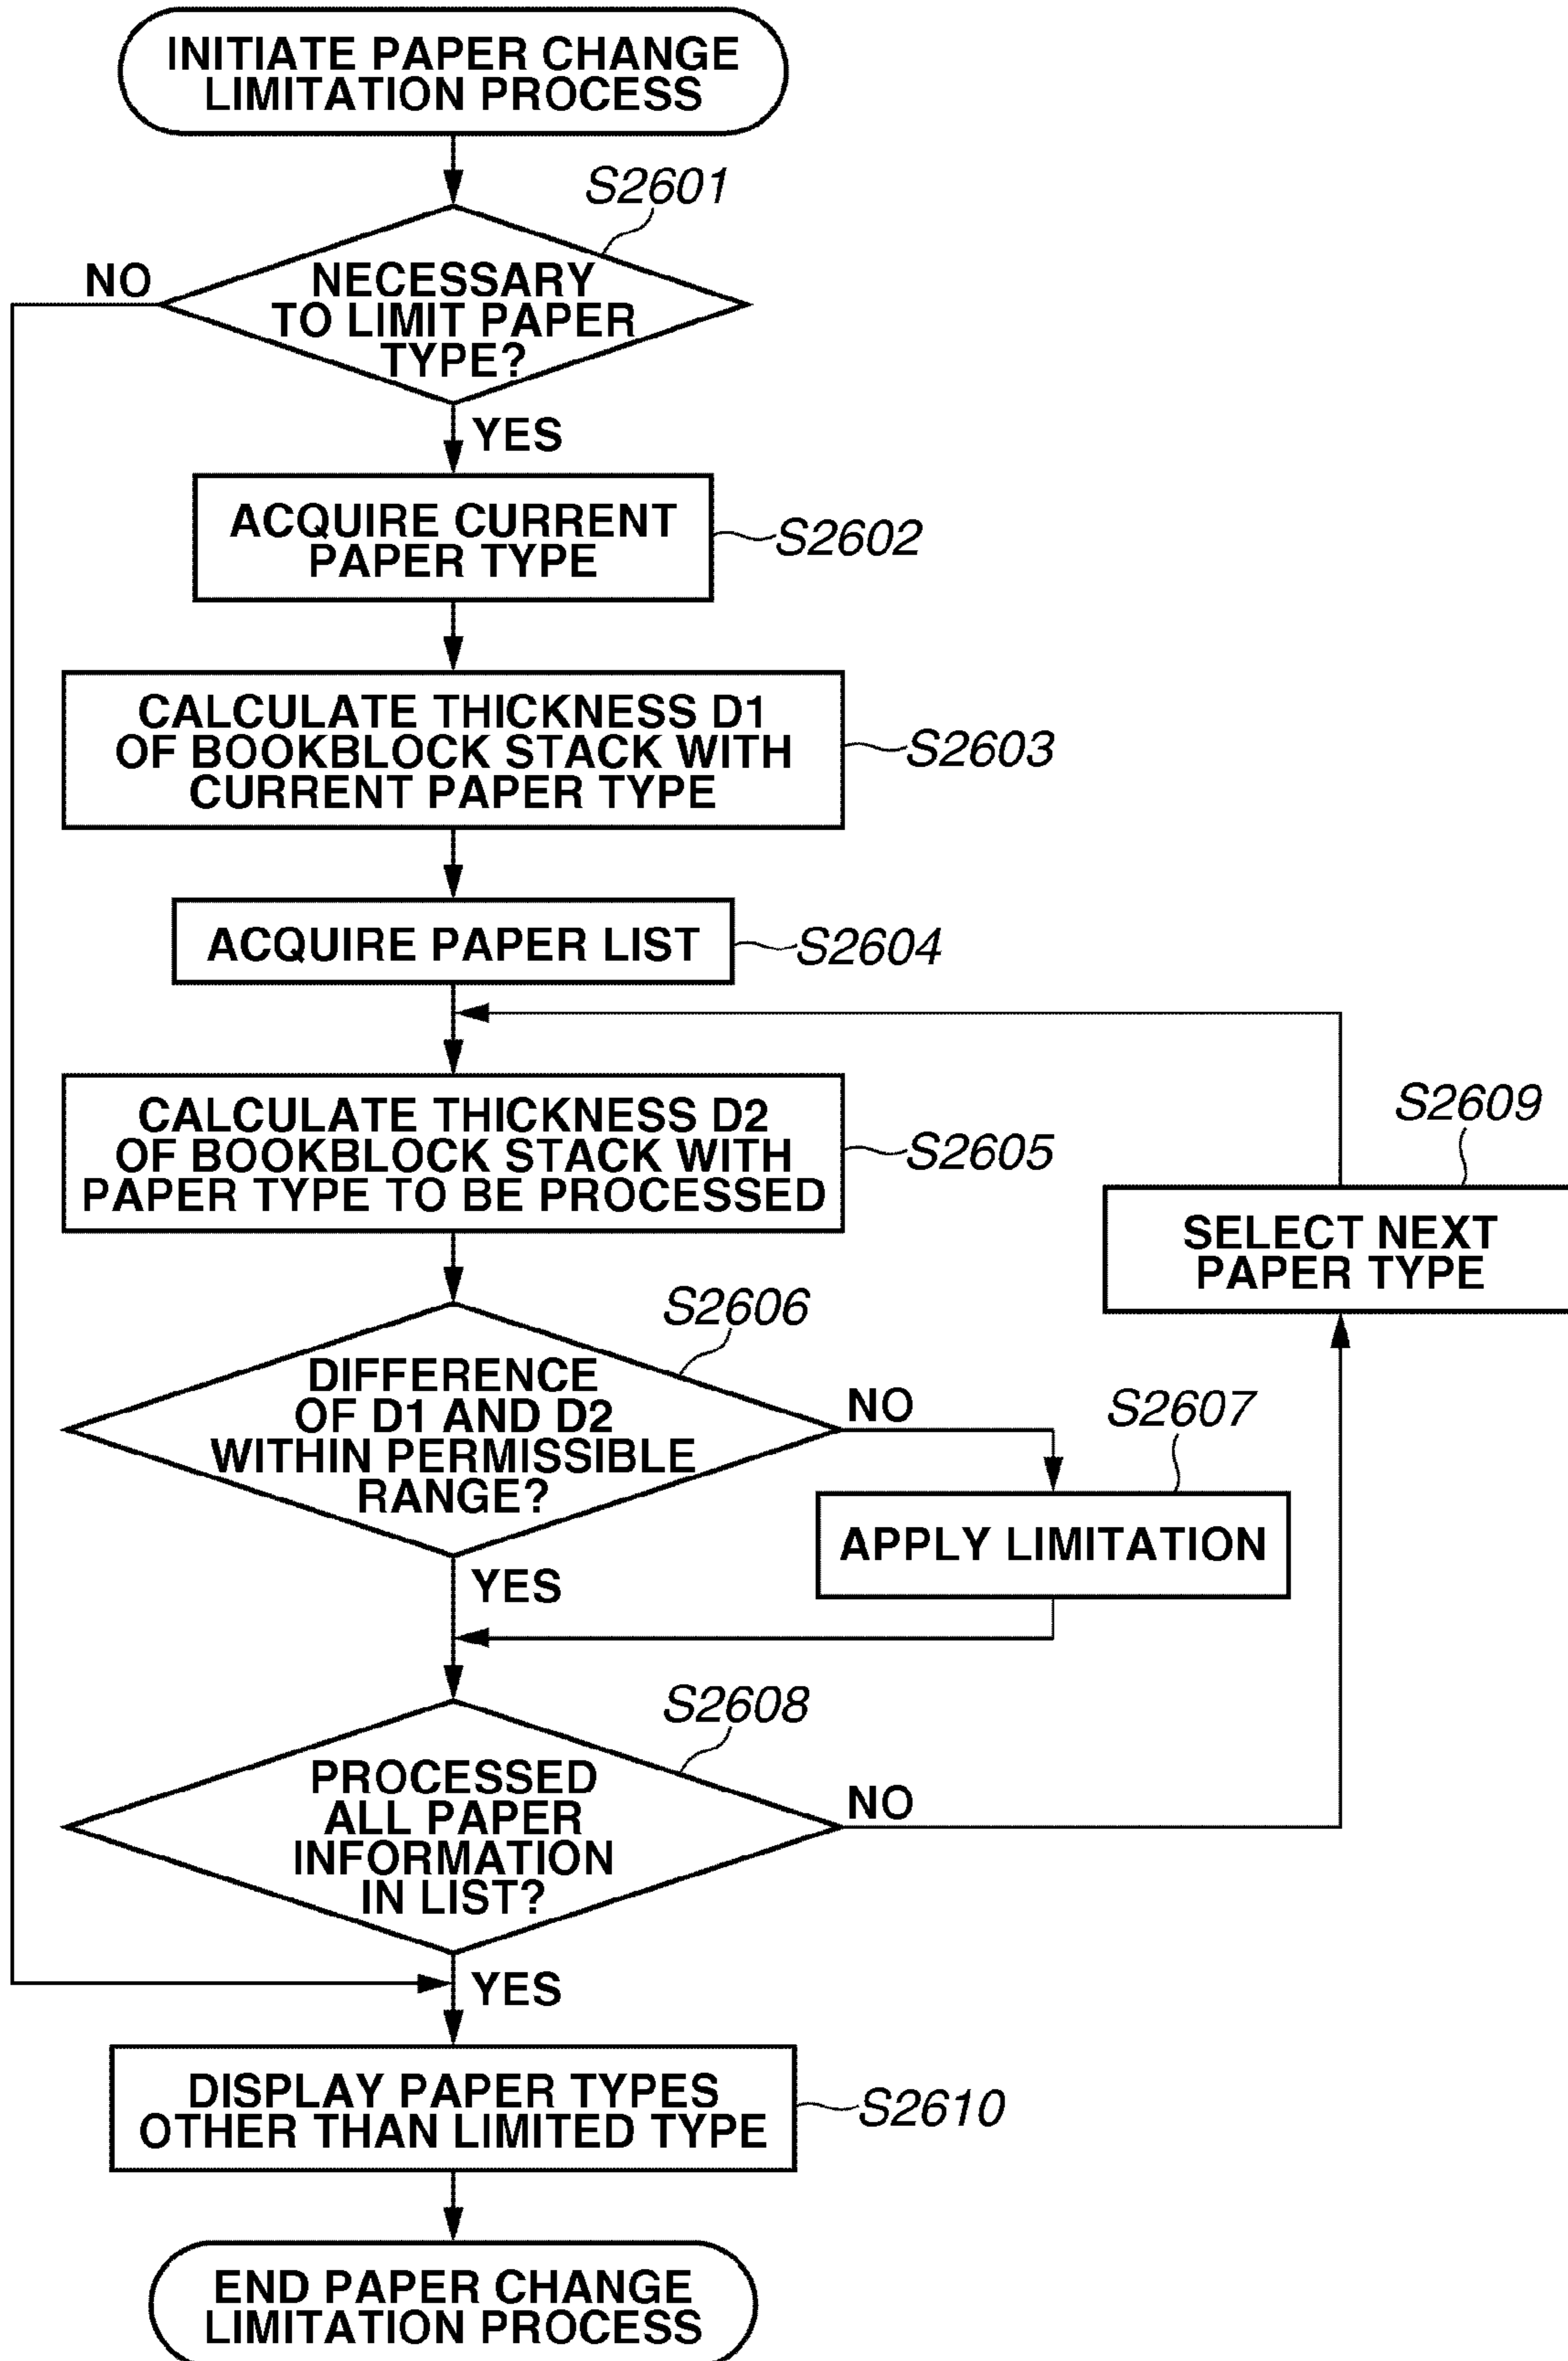 INITIATE PAPER CHANGE
LIMITATION PROCESS
S2601
NO
NECESSARY
TO LIMIT PAPER
TYPE?
YES
ACQUIRE CURRENT
PAPER TYPE
S2602
CALCULATE THICKNESS D1
OF BOOKBLOCK STACK WITH
CURRENT PAPER TYPE
S2603
ACQUIRE PAPER LIST
S2604
CALCULATE THICKNESS D2
OF BOOKBLOCK STACK WITH
PAPER TYPE TO BE PROCESSED
S2605
S2609
SELECT NEXT
PAPER TYPE
S2606
DIFFERENCE
OF D1 AND D2
WITHIN PERMISSIBLE
RANGE?
NO
S2607
APPLY LIMITATION
YES
S2608
PROCESSED
ALL PAPER
INFORMATION
IN LIST?
NO
YES
DISPLAY PAPER TYPES
OTHER THAN LIMITED TYPE
S2610
END PAPER CHANGE
LIMITATION PROCESS